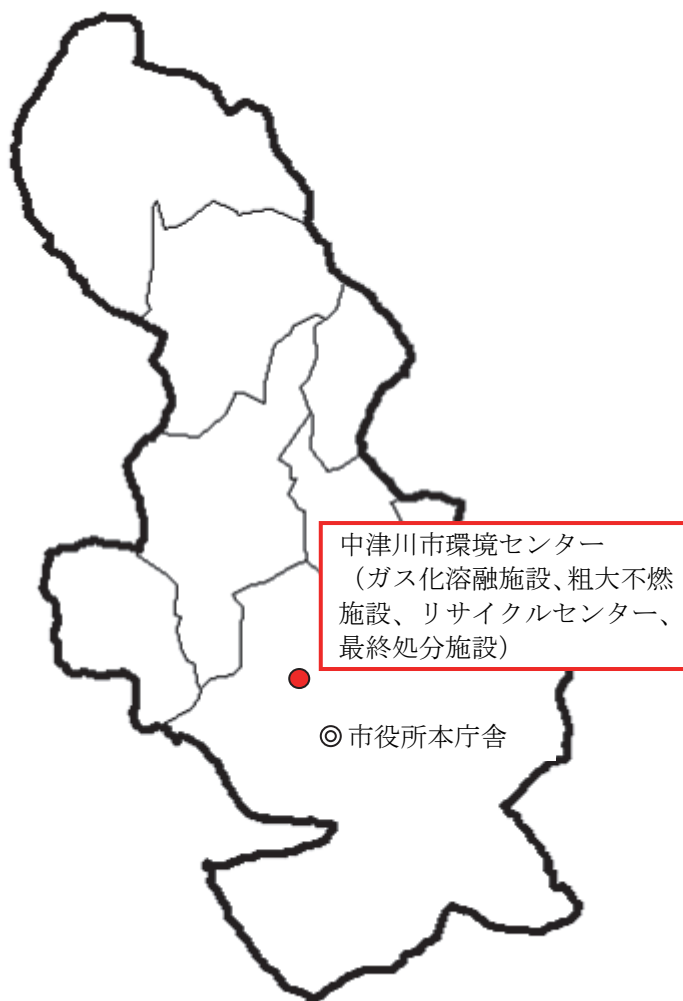 中津川市環境センター
（ガス化溶融施設、粗大不燃
施設、リサイクルセンター、
最終処分施設）
◎市役所本庁舎